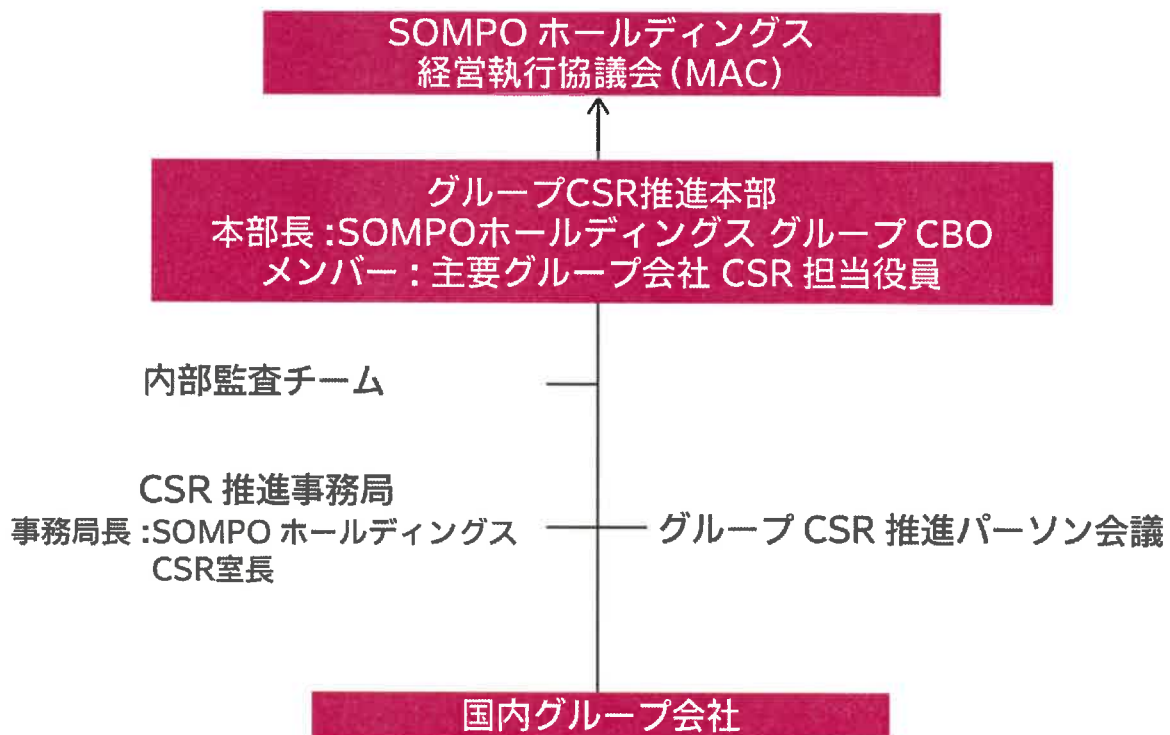 SOMPO ホールディングス
経営執行協議会(MAC)
グループCSR推進本部
本部長:SOMPOホールディングス グループ CBO
メンバー:主要グループ会社 CSR 担当役員
内部監査チーム
CSR 推進事務局
事務局長:SOMPO ホールディングス
CSR室長
グループ CSR 推進パーソン会議
国内グループ会社